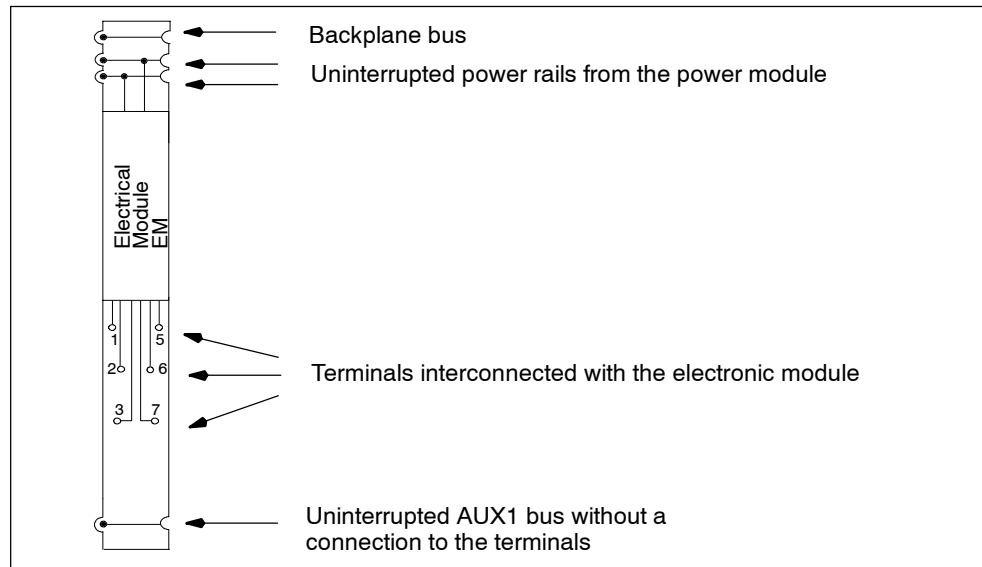 Backplane bus
Uninterrupted power rails from the power module
Electrical
Module
EM
1
5
2
6
3
7
Terminals interconnected with the electronic module
Uninterrupted AUX1 bus without a
connection to the terminals